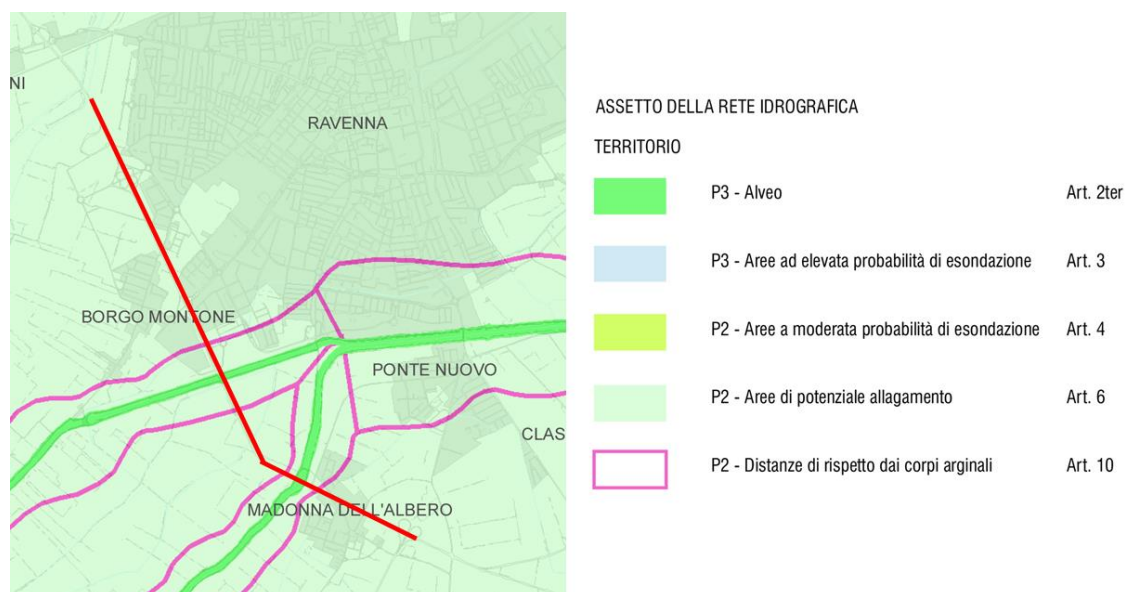 NI
RAVENNA
BORGO MONTONE
PONTE NUOVO
CLAS
MADONNA DELL'ALBERO
ASSETTO DELLA RETE IDROGRAFICA
TERRITORIO
P3 - Alveo Art. 2ter
P3 - Aree ad elevata probabilità di esondazione Art. 3
P2 - Aree a moderata probabilità di esondazione Art. 4
P2 - Aree di potenziale allagamento Art. 6
P2 - Distanze di rispetto dai corpi arginali Art. 10